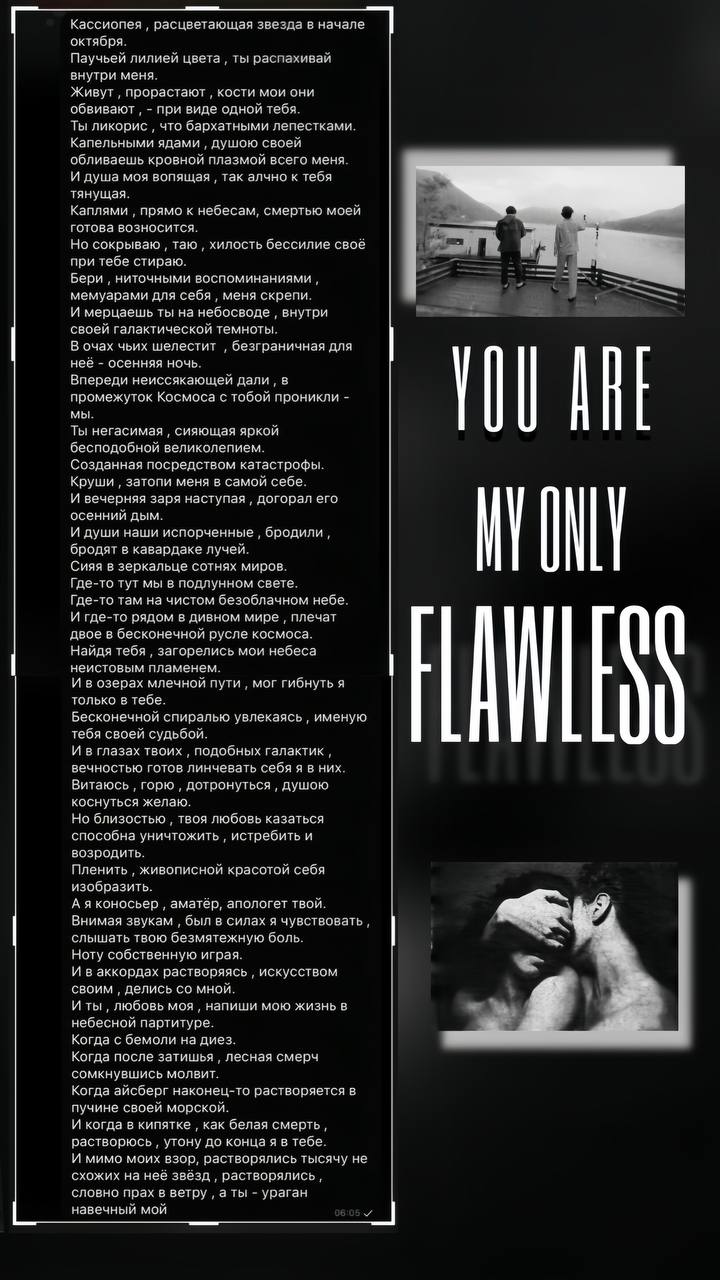 Кассиопея , расцветающая звезда в начале
октября.
Паучьей лилией цвета , ты распахивай
внутри меня.
Живут , прорастают , кости мои они
обвивают , - при виде одной тебя.
Ты ликорис , что бархатными лепестками.
Капельными ядами , душою своей
обливаешь кровной плазмой всего меня.
И душа моя вопящая , так алчно к тебя
тянущая.
Каплями , прямо к небесам, смертью моей
готова возносится.
Но сокрываю , таю , хилость бессилие своё
при тебе стираю.
Бери , ниточными воспоминаниями ,
мемуарами для себя , меня скрепи.
И мерцаешь ты на небосводе , внутри
своей галактической темноты.
В очах чьих шелестит  , безграничная для
неё - осенняя ночь.
Впереди неиссякающей дали , в
промежуток Космоса с тобой проникли -
мы.
Ты негасимая , сияющая яркой
бесподобной великолепием.
Созданная посредством катастрофы.
Круши , затопи меня в самой себе.
И вечерняя заря наступая , догорал его
осенний дым.
И души наши испорченные , бродили ,
бродят в кавардаке лучей.
Сияя в зеркальце сотнях миров.
Где-то тут мы в подлунном свете.
Где-то там на чистом безоблачном небе.
И где-то рядом в дивном мире , плечат
двое в бесконечной русле космоса.
Найдя тебя , загорелись мои небеса
неистовым пламенем.
И в озерах млечной пути , мог гибнуть я
только в тебе.
Бесконечной спиралью увлекаясь , именую
тебя своей судьбой.
И в глазах твоих , подобных галактик ,
вечностью готов линчевать себя я в них.
Витаюсь , горю , дотронуться , душою
коснуться желаю.
Но близостью , твоя любовь казаться
способна уничтожить , истребить и
возродить.
Пленить , живописной красотой себя
изобразить.
А я коносьер , аматёр, апологет твой.
Внимая звукам , был в силах я чувствовать ,
слышать твою безмятежную боль.
Ноту собственную играя.
И в аккордах растворяясь , искусством
своим , делись со мной.
И ты , любовь моя , напиши мою жизнь в
небесной партитуре.
Когда с бемоли на диез.
Когда после затишья , лесная смерч
сомкнувшись молвит.
Когда айсберг наконец-то растворяется в
пучине своей морской.
И когда в кипятке , как белая смерть ,
растворюсь , утону до конца я в тебе.
И мимо моих взор, растворялись тысячу не
схожих на неё звёзд , растворялись ,
словно прах в ветру , а ты - ураган
навечный мой
06:05
YOU ARE
MY ONLY
FLAWLESS